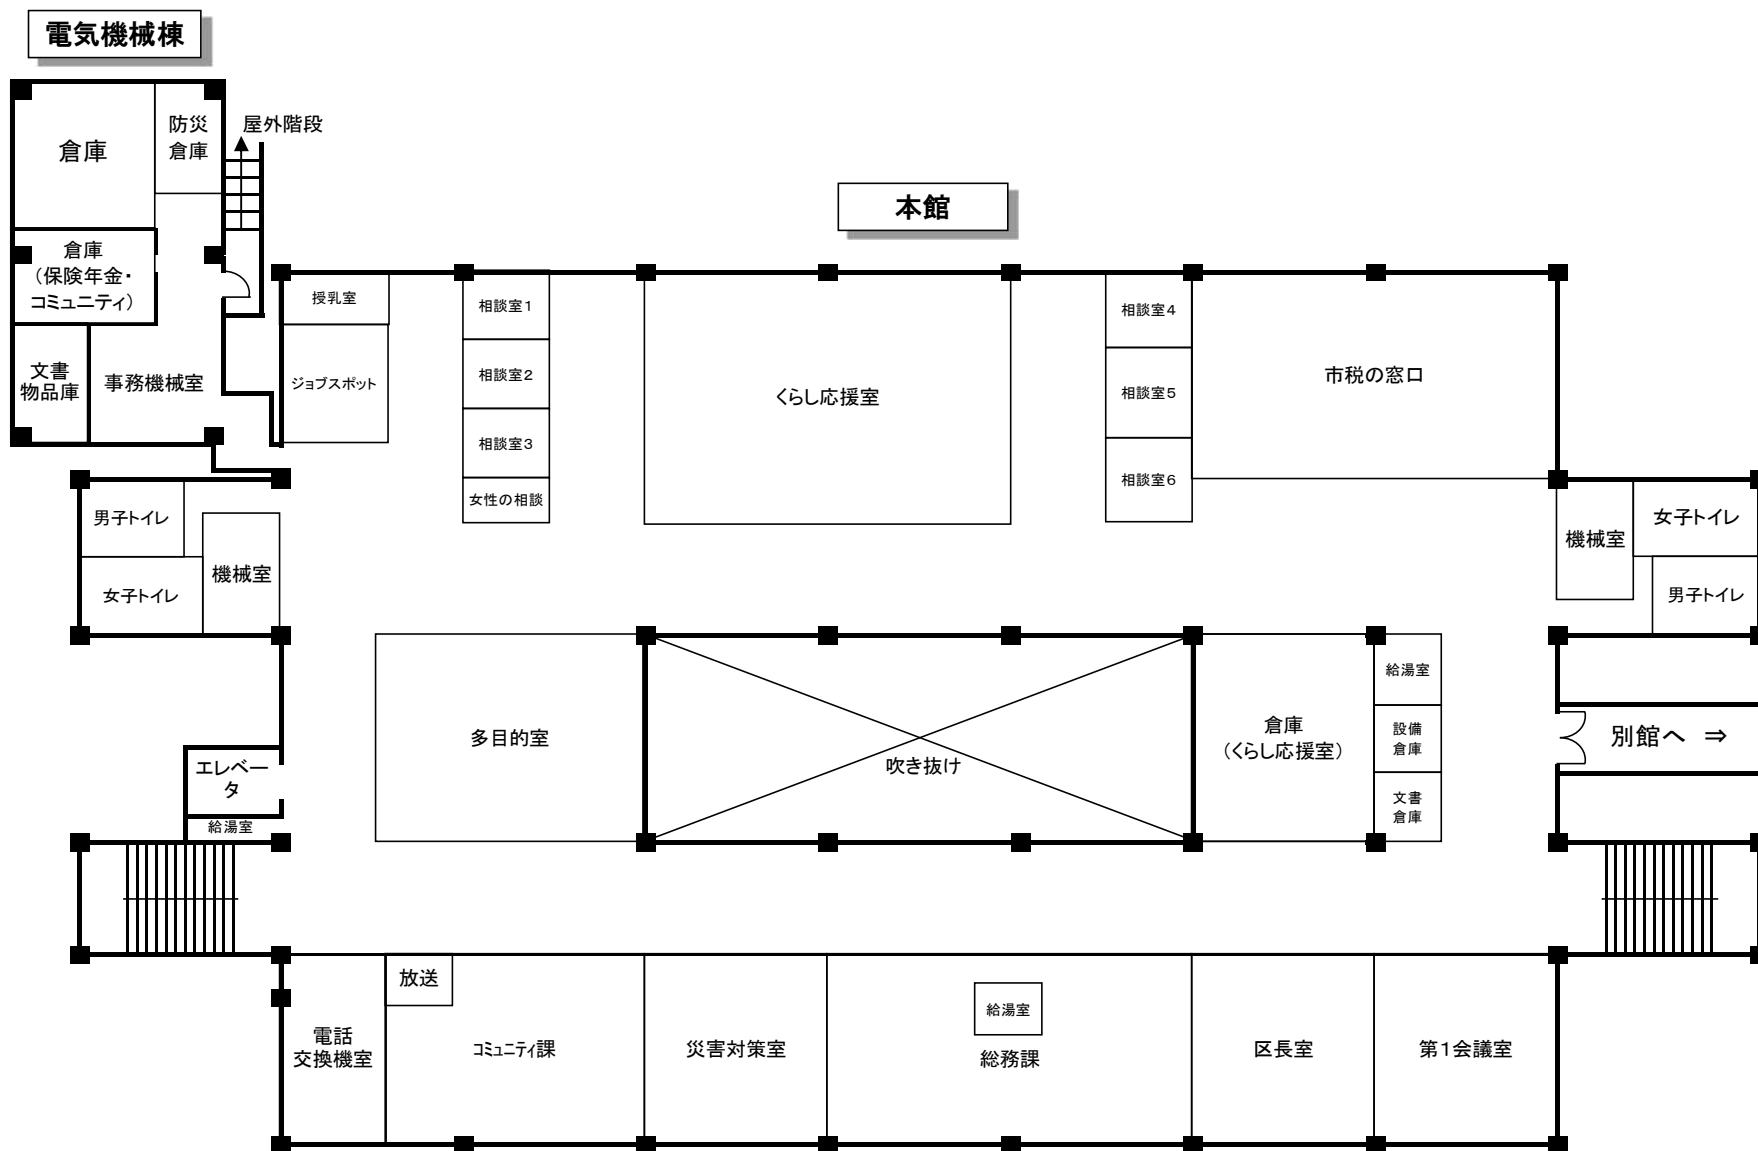 電気機械棟
倉庫
防災
倉庫
屋外階段
本館
倉庫
(保険年金・
コミュニティ)
文書
物品庫
事務機械室
授乳室
ジョブスポット
相談室1
相談室2
相談室3
女性の相談
くらし応援室
相談室4
相談室5
相談室6
市税の窓口
男子トイレ
女子トイレ
機械室
機械室
女子トイレ
男子トイレ
多目的室
吹き抜け
倉庫
(くらし応援室)
給湯室
設備
倉庫
文書
倉庫
別館へ ⇒
エレベー
タ
給湯室
放送
電話
交換機室
コミュニティ課
災害対策室
給湯室
総務課
区長室
第1会議室